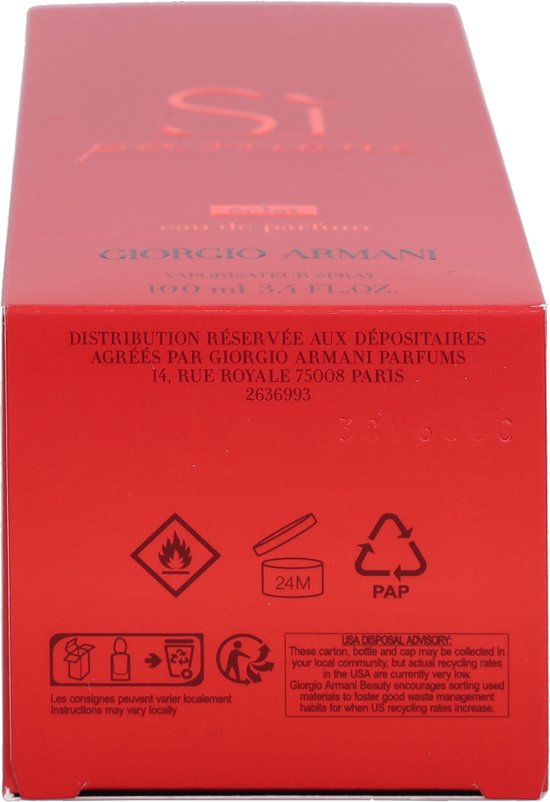 Sì
passione
éclat
eau de parfum
GIORGIO ARMANI
VAPORISATEUR SPRAY
100 ml 3.4 FL.OZ.
DISTRIBUTION RÉSERVÉE AUX DÉPOSITAIRES
AGRÉÉS PAR GIORGIO ARMANI PARFUMS
14, RUE ROYALE 75008 PARIS
2636993
24M
PAP
Les consignes peuvent varier localement
Instructions may vary locally
USA DISPOSAL ADVISORY:
These carton, bottle and cap may be collected in
your local community, but actual recycling rates
in the USA are currently very low.
Giorgio Armani Beauty encourages sorting used
materials to foster good waste management
habits for when US recycling rates increase.